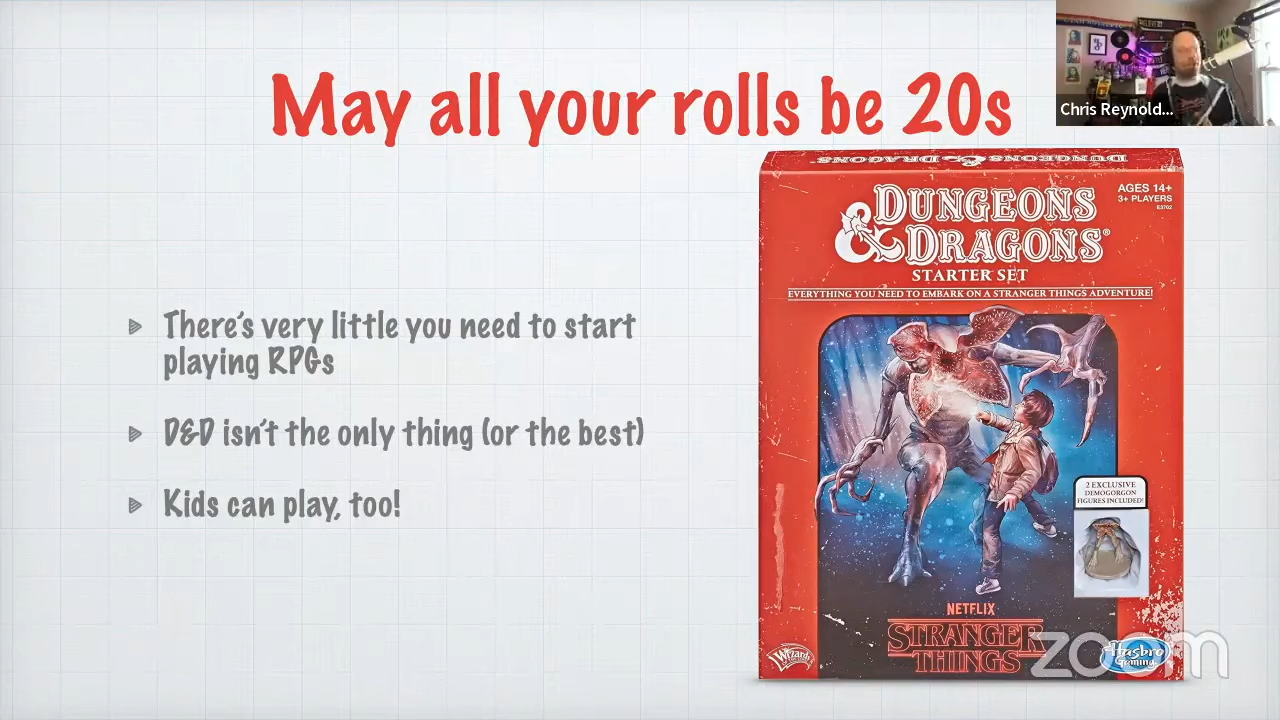 May all your rolls be 20s
Chris Reynold...
There's very little you need to start
playing RPGs
D&D isn't the only thing (or the best)
Kids can play, too!
DUNGEONS & DRAGONS
AGES 14+
3+ PLAYERS
E3702
DUNGEONS
& DRAGONS®
STARTER SET
EVERYTHING YOU NEED TO EMBARK ON A STRANGER THINGS ADVENTURE!
2 EXCLUSIVE
DEMOGORGON
FIGURES INCLUDED!
NETFLIX
STRANGER
THINGS
Wizards
Hasbro
Gaming
zoom